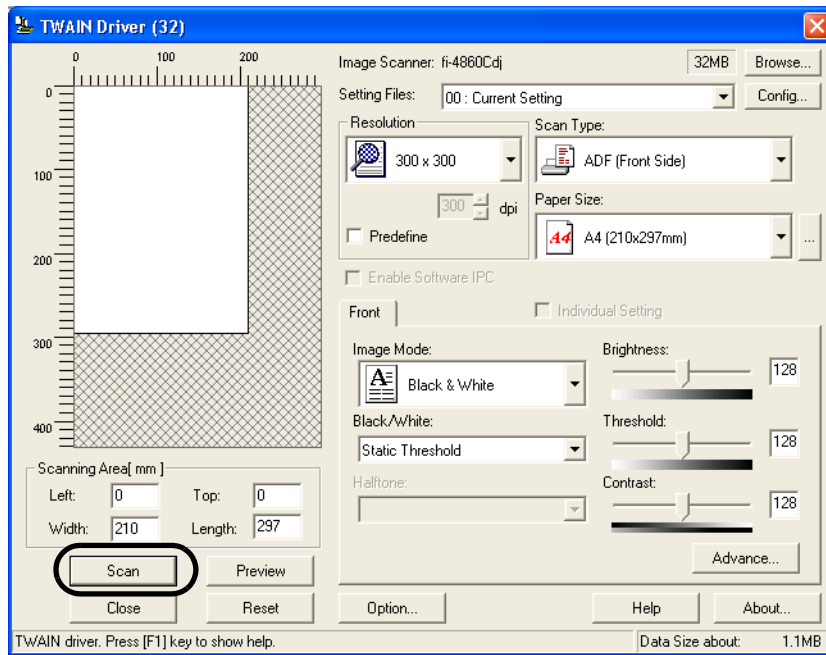 TWAIN Driver (32)
0 100 200
0
100
200
300
400
Image Scanner: fi-4860Cdj 32MB Browse...
Setting Files: 00 : Current Setting Config...
Resolution
300 x 300
300 dpi
Predefine
Scan Type:
ADF (Front Side)
Paper Size:
A4 A4 (210x297mm) ...
Enable Software IPC
Front Individual Setting
Image Mode:
A Black & White
Black/White:
Static Threshold
Halftone:
Brightness:
128
Threshold:
128
Contrast:
128
Advance...
Scanning Area[ mm ]
Left: 0 Top: 0
Width: 210 Length: 297
Scan Preview
Close Reset Option... Help About...
TWAIN driver. Press [F1] key to show help. Data Size about: 1.1MB